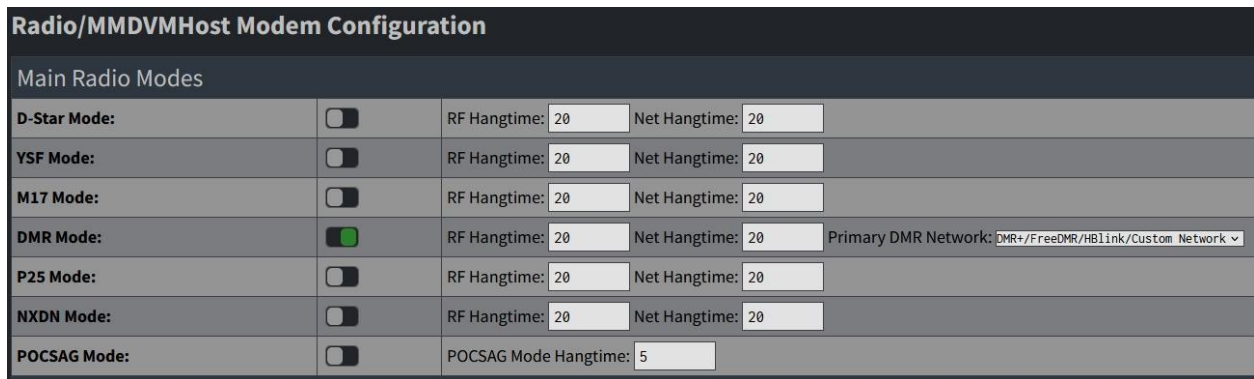 Radio/MMDVMHost Modem Configuration
Main Radio Modes
D-Star Mode: RF Hangtime: 20 Net Hangtime: 20
YSF Mode: RF Hangtime: 20 Net Hangtime: 20
M17 Mode: RF Hangtime: 20 Net Hangtime: 20
DMR Mode: RF Hangtime: 20 Net Hangtime: 20 Primary DMR Network: DMR+/FreeDMR/HBlink/Custom Network
P25 Mode: RF Hangtime: 20 Net Hangtime: 20
NXDN Mode: RF Hangtime: 20 Net Hangtime: 20
POCSAG Mode: POCSAG Mode Hangtime: 5